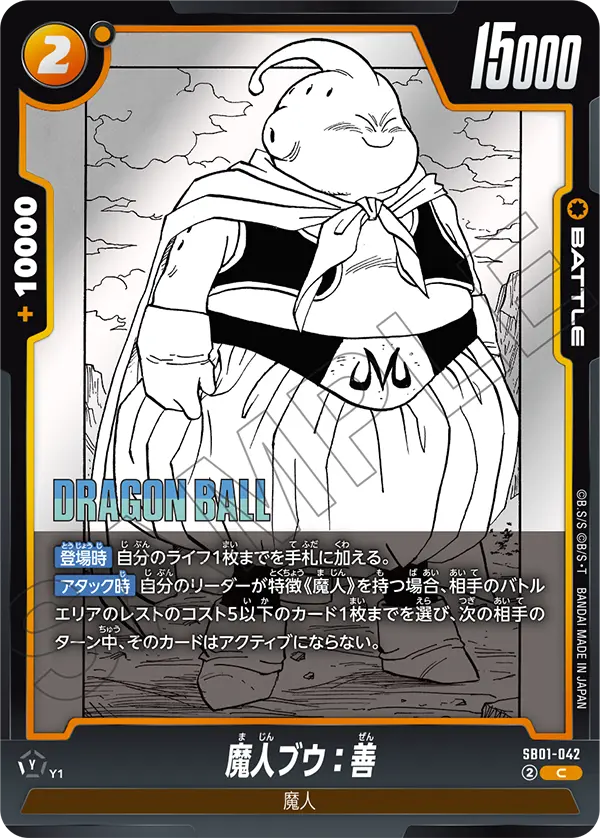 2
15000
+10000
BATTLE
SAMPLE
DRAGON BALL
登場時 自分のライフ1枚までを手札に加える。
アタック時 自分のリーダーが特徴《魔人》を持つ場合、相手のバトル
エリアのレストのコスト5以下のカード1枚までを選び、次の相手の
ターン中、そのカードはアクティブにならない。
©B.S/S ©B/S・T BANDAI MADE IN JAPAN
Y Y1
魔人ブウ：善
SB01-042
② C
魔人